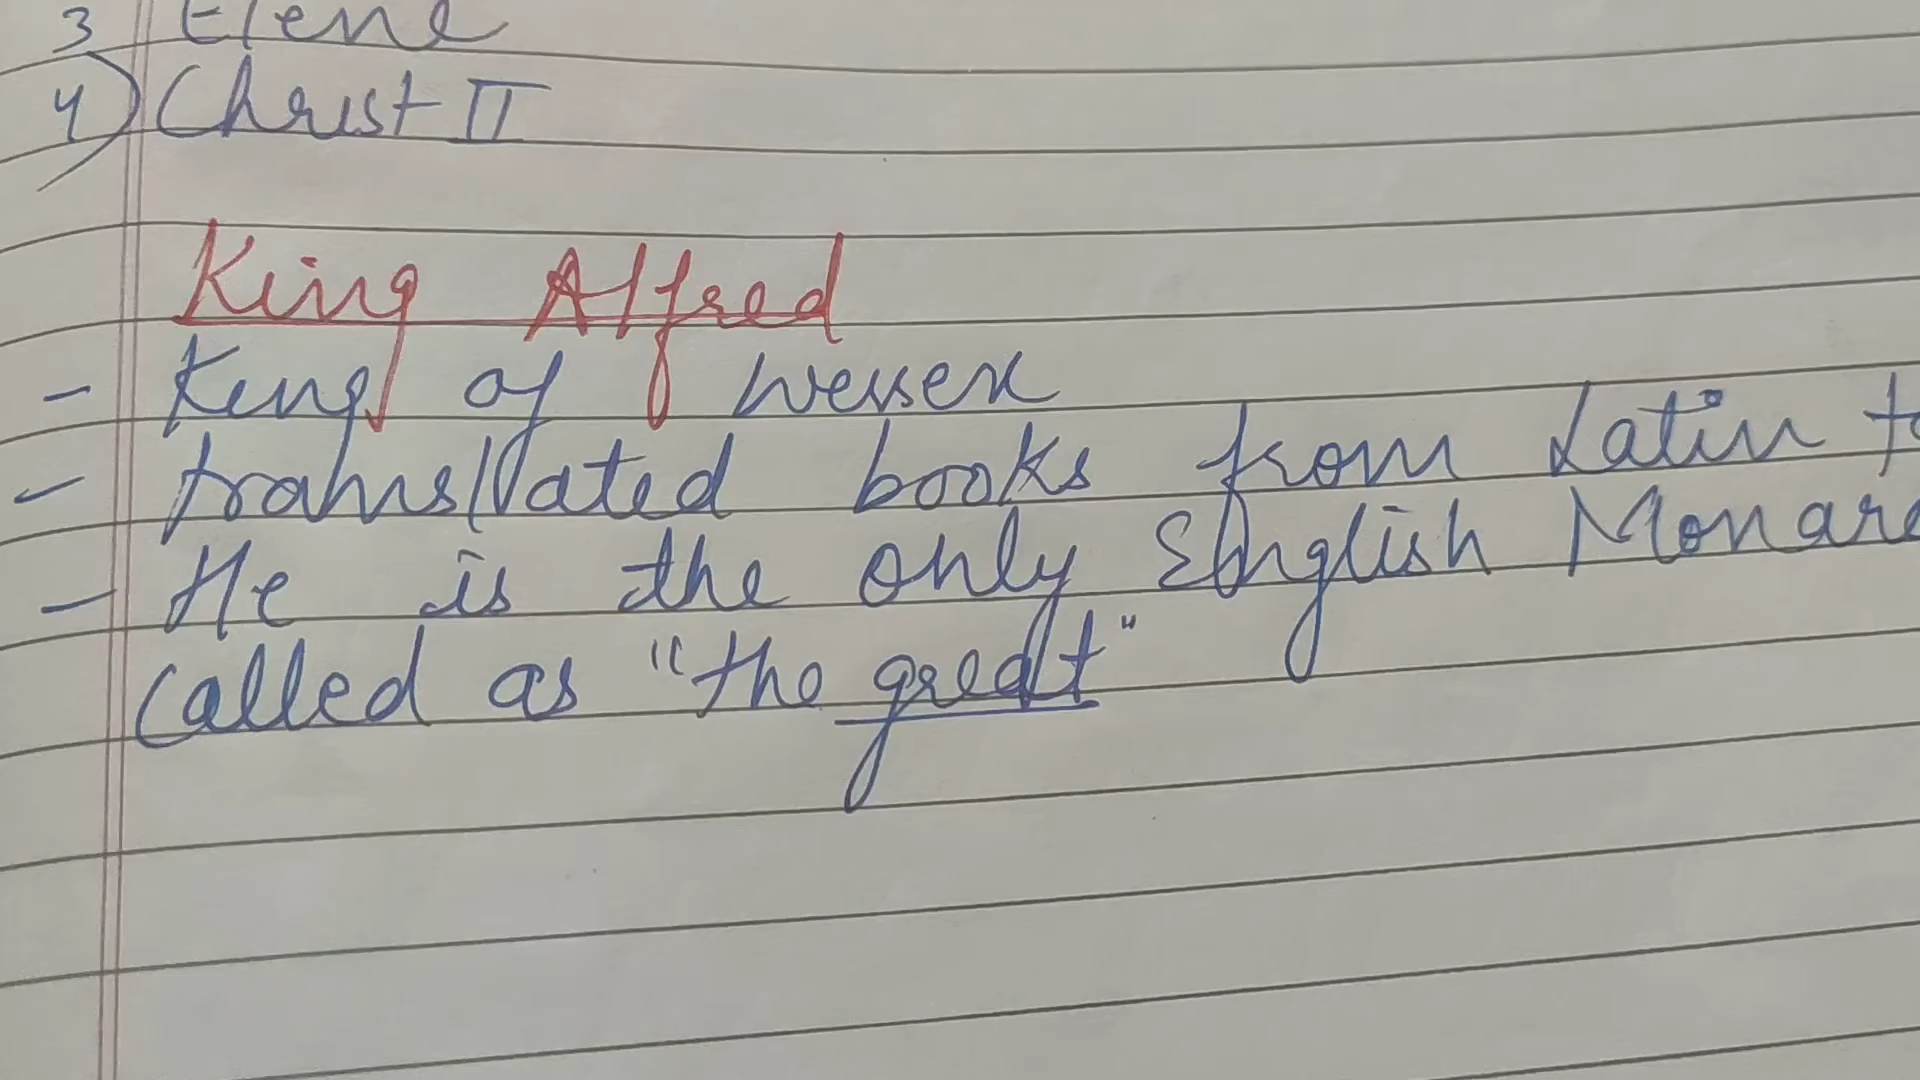 3 Elene
4) Christ II
King Alfred
- King of Wessex
- translated books from Latin to
- He is the only English Monarc
called as "the great"